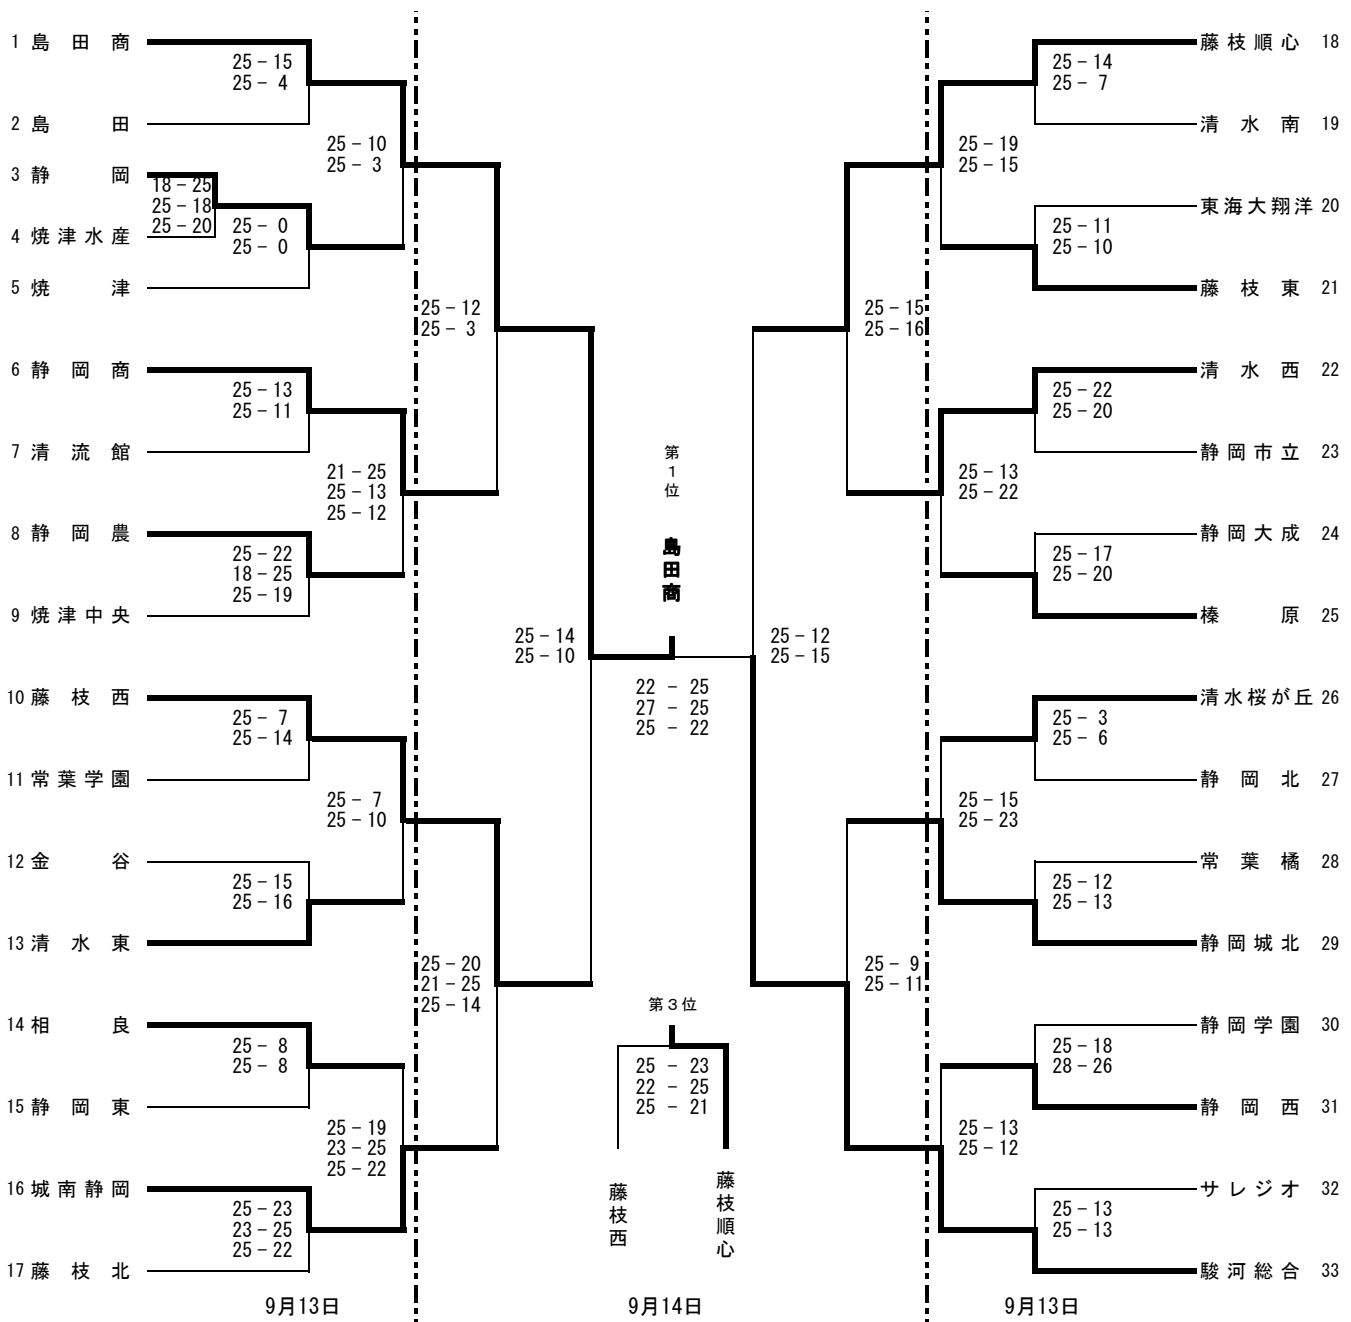 1 島田商
25－15
25－ 4
2 島田
25－10
25－ 3
3 静岡
18－25
25－18
25－20
4 焼津水産
25－ 0
25－ 0
5 焼津
25－12
25－ 3
6 静岡商
25－13
25－11
7 清流館
21－25
25－13
25－12
8 静岡農
25－22
18－25
25－19
9 焼津中央
25－14
25－10
10 藤枝西
25－ 7
25－14
11 常葉学園
25－ 7
25－10
12 金谷
25－15
25－16
13 清水東
25－20
21－25
25－14
14 相良
25－ 8
25－ 8
15 静岡東
25－19
23－25
25－22
16 城南静岡
25－23
23－25
25－22
17 藤枝北
9月13日
第1位
島田商
22 － 25
27 － 25
25 － 22
第3位
25 － 23
22 － 25
25 － 21
藤枝西
藤枝順心
9月14日
藤枝順心 18
25－14
25－ 7
清水南 19
25－19
25－15
東海大翔洋 20
25－11
25－10
藤枝東 21
25－15
25－16
清水西 22
25－22
25－20
静岡市立 23
25－13
25－22
静岡大成 24
25－17
25－20
榛原 25
25－12
25－15
清水桜が丘 26
25－ 3
25－ 6
静岡北 27
25－15
25－23
常葉橘 28
25－12
25－13
静岡城北 29
25－ 9
25－11
静岡学園 30
25－18
28－26
静岡西 31
25－13
25－12
サレジオ 32
25－13
25－13
駿河総合 33
9月13日